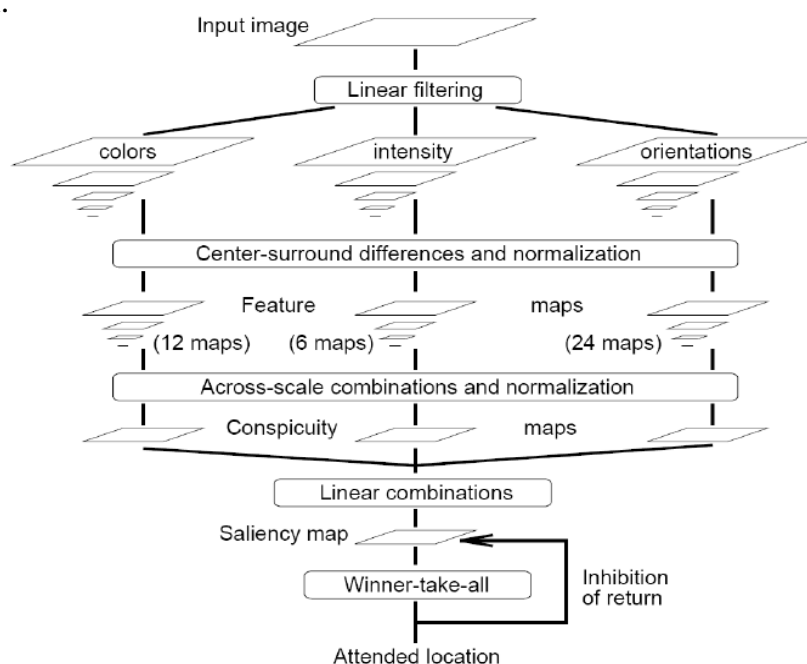 .
Input image
Linear filtering
colors intensity orientations
Center-surround differences and normalization
Feature maps
(12 maps) (6 maps) (24 maps)
Across-scale combinations and normalization
Conspicuity maps
Linear combinations
Saliency map
Winner-take-all
Inhibition
of return
Attended location